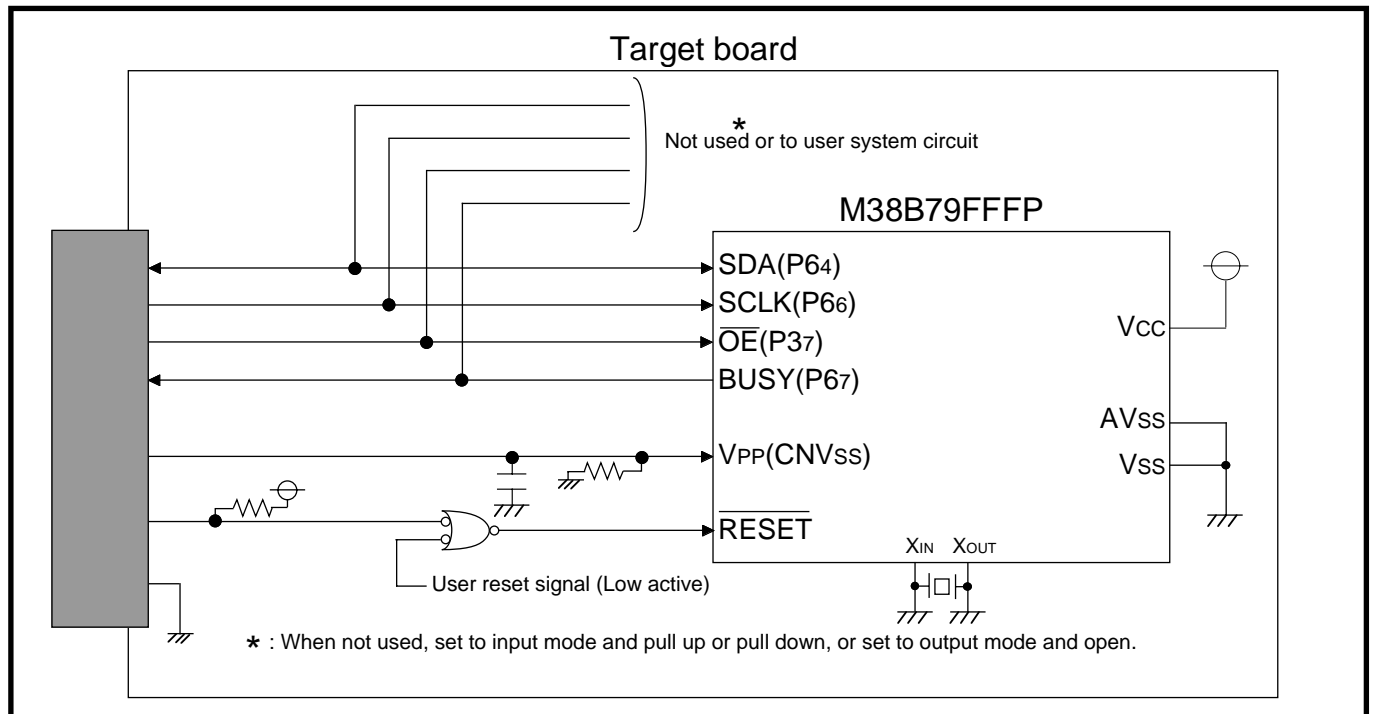 Target board
*
Not used or to user system circuit
M38B79FFFP
SDA(P64)
SCLK(P66)
OE(P37)
BUSY(P67)
VPP(CNVSS)
RESET
VCC
AVSS
VSS
XIN XOUT
User reset signal (Low active)
* : When not used, set to input mode and pull up or pull down, or set to output mode and open.